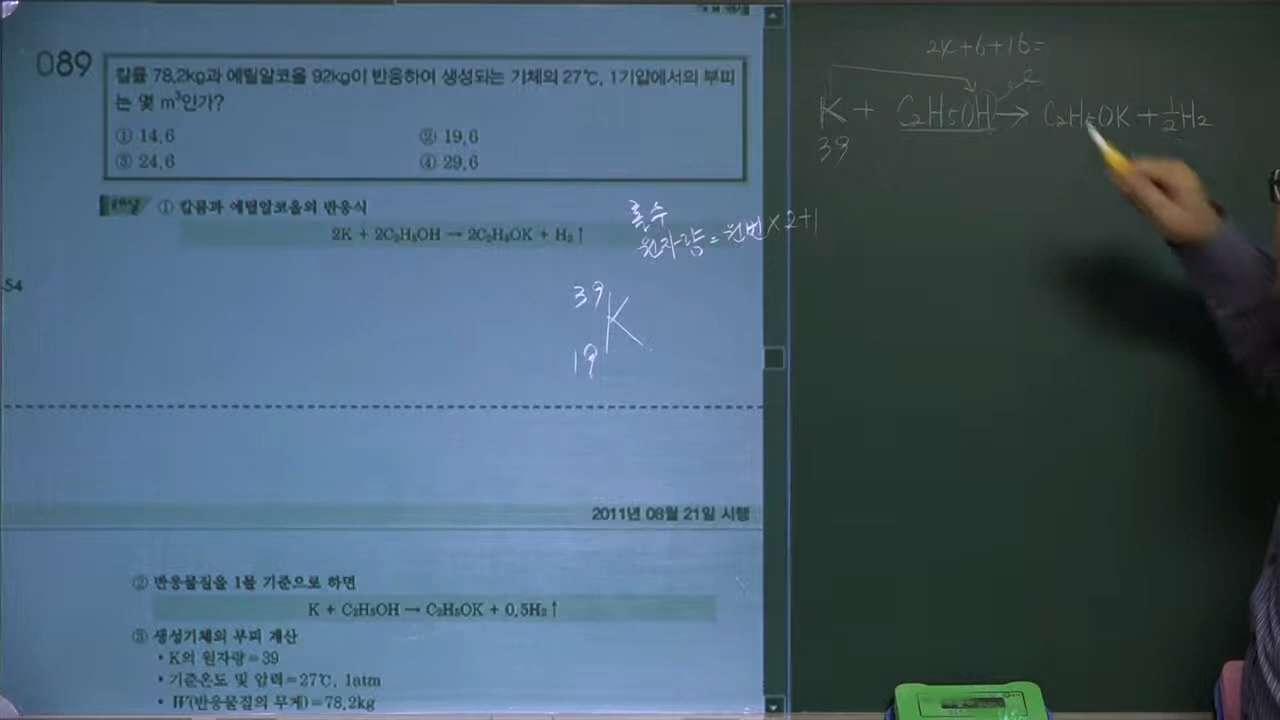 089
칼륨 78.2kg과 에틸알코올 92kg이 반응하여 생성되는 기체의 27℃, 1기압에서의 부피
는 몇 m³인가?
① 14.6 ② 19.6
③ 24.6 ④ 29.6
해설 ① 칼륨과 에틸알코올의 반응식
2K + 2C₂H₅OH → 2C₂H₅OK + H₂↑
홀수
원자량 = 원번 × 2+1
54
39
K
19
2011년 08월 21일 시행
② 반응물질을 1몰 기준으로 하면
K + C₂H₅OH → C₂H₅OK + 0.5H₂↑
③ 생성기체의 부피 계산
• K의 원자량=39
• 기준온도 및 압력=27℃, 1atm
• W(반응물질의 무게)=78.2kg
24+6+16=
2
K + C₂H₅OH → C₂H₅OK + ½H₂
39